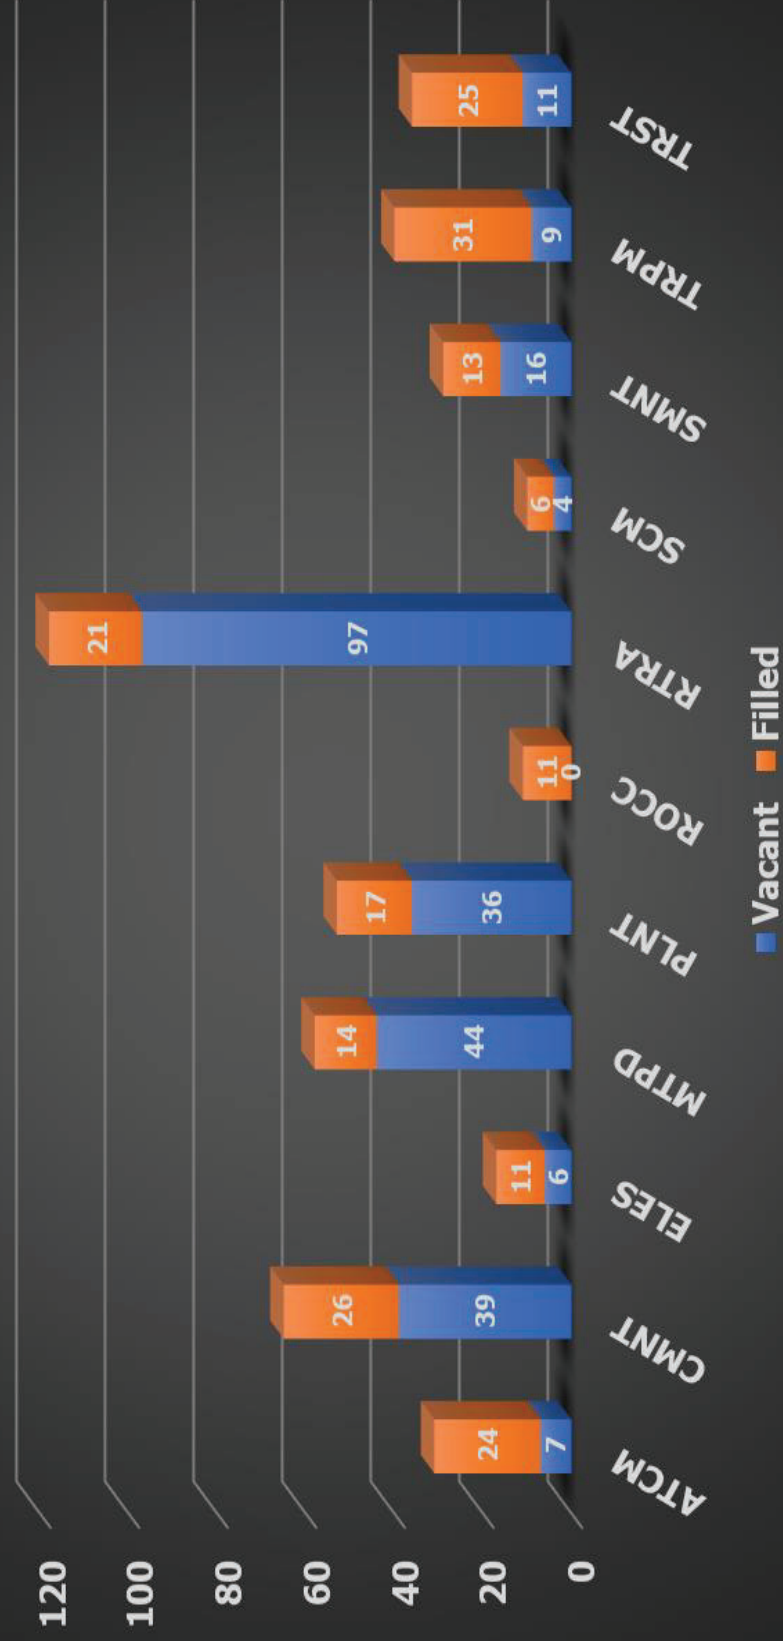 120
100
80
60
40
20
0
24
7
26
39
11
6
14
44
17
36
11
0
21
97
6
4
13
16
31
9
25
11
ATCM
CMNT
ELES
MTPD
PLNT
ROCC
RTRA
SCM
SMNT
TRPM
TRST
Vacant Filled